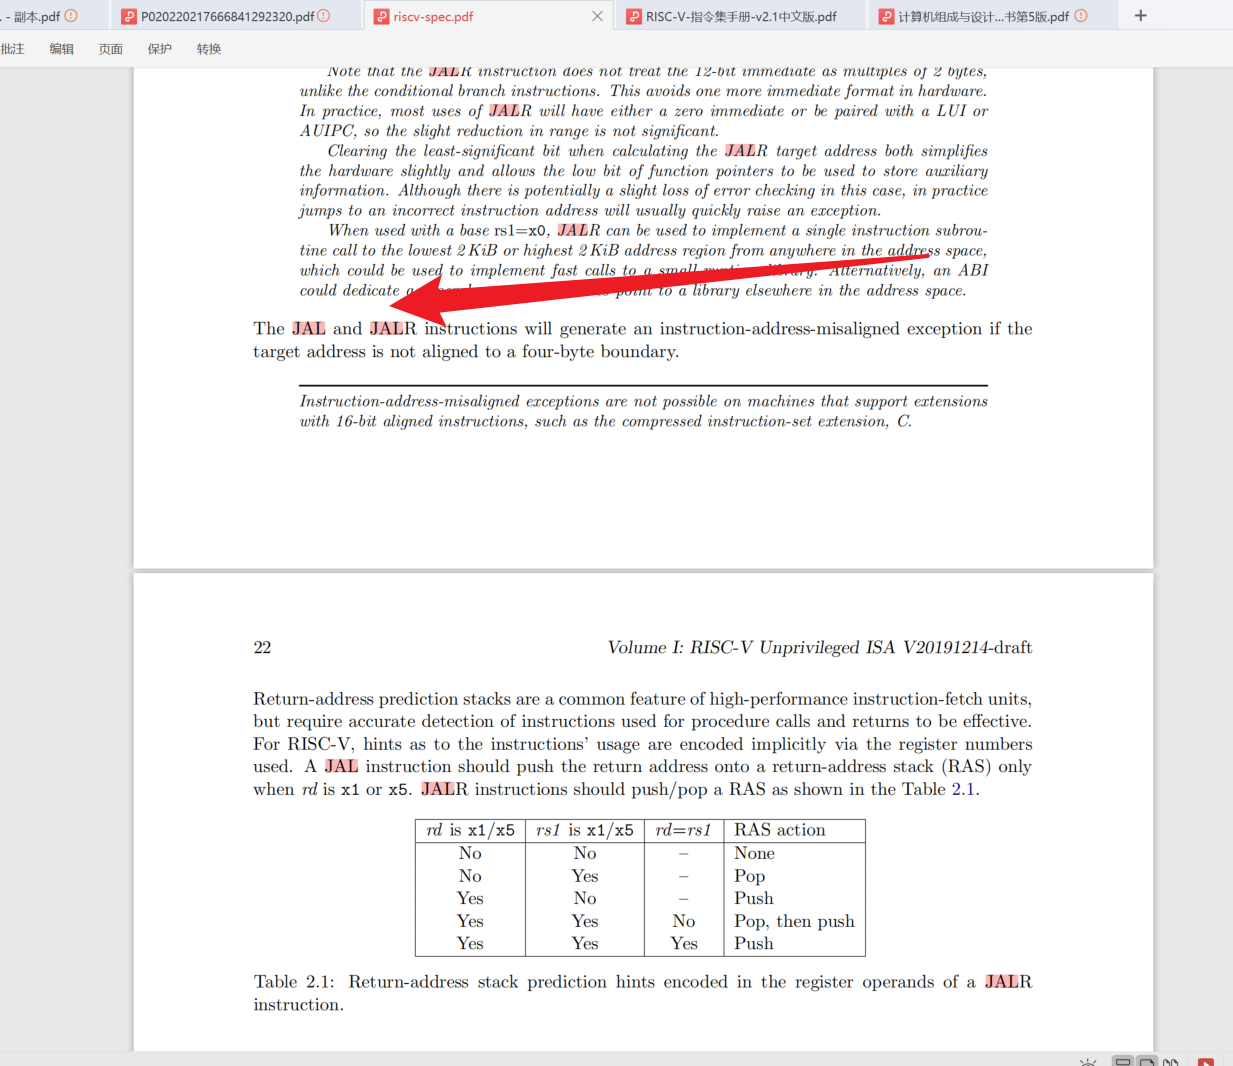 . - 副本.pdf
P020220217666841292320.pdf
riscv-spec.pdf
RISC-V-指令集手册-v2.1中文版.pdf
计算机组成与设计...书第5版.pdf
批注 编辑 页面 保护 转换
Note that the JALR instruction does not treat the 12-bit immediate as multiples of 2 bytes,
unlike the conditional branch instructions. This avoids one more immediate format in hardware.
In practice, most uses of JALR will have either a zero immediate or be paired with a LUI or
AUIPC, so the slight reduction in range is not significant.
Clearing the least-significant bit when calculating the JALR target address both simplifies
the hardware slightly and allows the low bit of function pointers to be used to store auxiliary
information. Although there is potentially a slight loss of error checking in this case, in practice
jumps to an incorrect instruction address will usually quickly raise an exception.
When used with a base rs1=x0, JALR can be used to implement a single instruction subrou-
tine call to the lowest 2 KiB or highest 2 KiB address region from anywhere in the address space,
which could be used to implement fast calls to a small runtime library. Alternatively, an ABI
could dedicate a point to a library elsewhere in the address space.
The JAL and JALR instructions will generate an instruction-address-misaligned exception if the
target address is not aligned to a four-byte boundary.
Instruction-address-misaligned exceptions are not possible on machines that support extensions
with 16-bit aligned instructions, such as the compressed instruction-set extension, C.
22 Volume I: RISC-V Unprivileged ISA V20191214-draft
Return-address prediction stacks are a common feature of high-performance instruction-fetch units,
but require accurate detection of instructions used for procedure calls and returns to be effective.
For RISC-V, hints as to the instructions' usage are encoded implicitly via the register numbers
used. A JAL instruction should push the return address onto a return-address stack (RAS) only
when rd is x1 or x5. JALR instructions should push/pop a RAS as shown in the Table 2.1.
rd is x1/x5 rs1 is x1/x5 rd=rs1 RAS action
No No – None
No Yes – Pop
Yes No – Push
Yes Yes No Pop, then push
Yes Yes Yes Push
Table 2.1: Return-address stack prediction hints encoded in the register operands of a JALR
instruction.